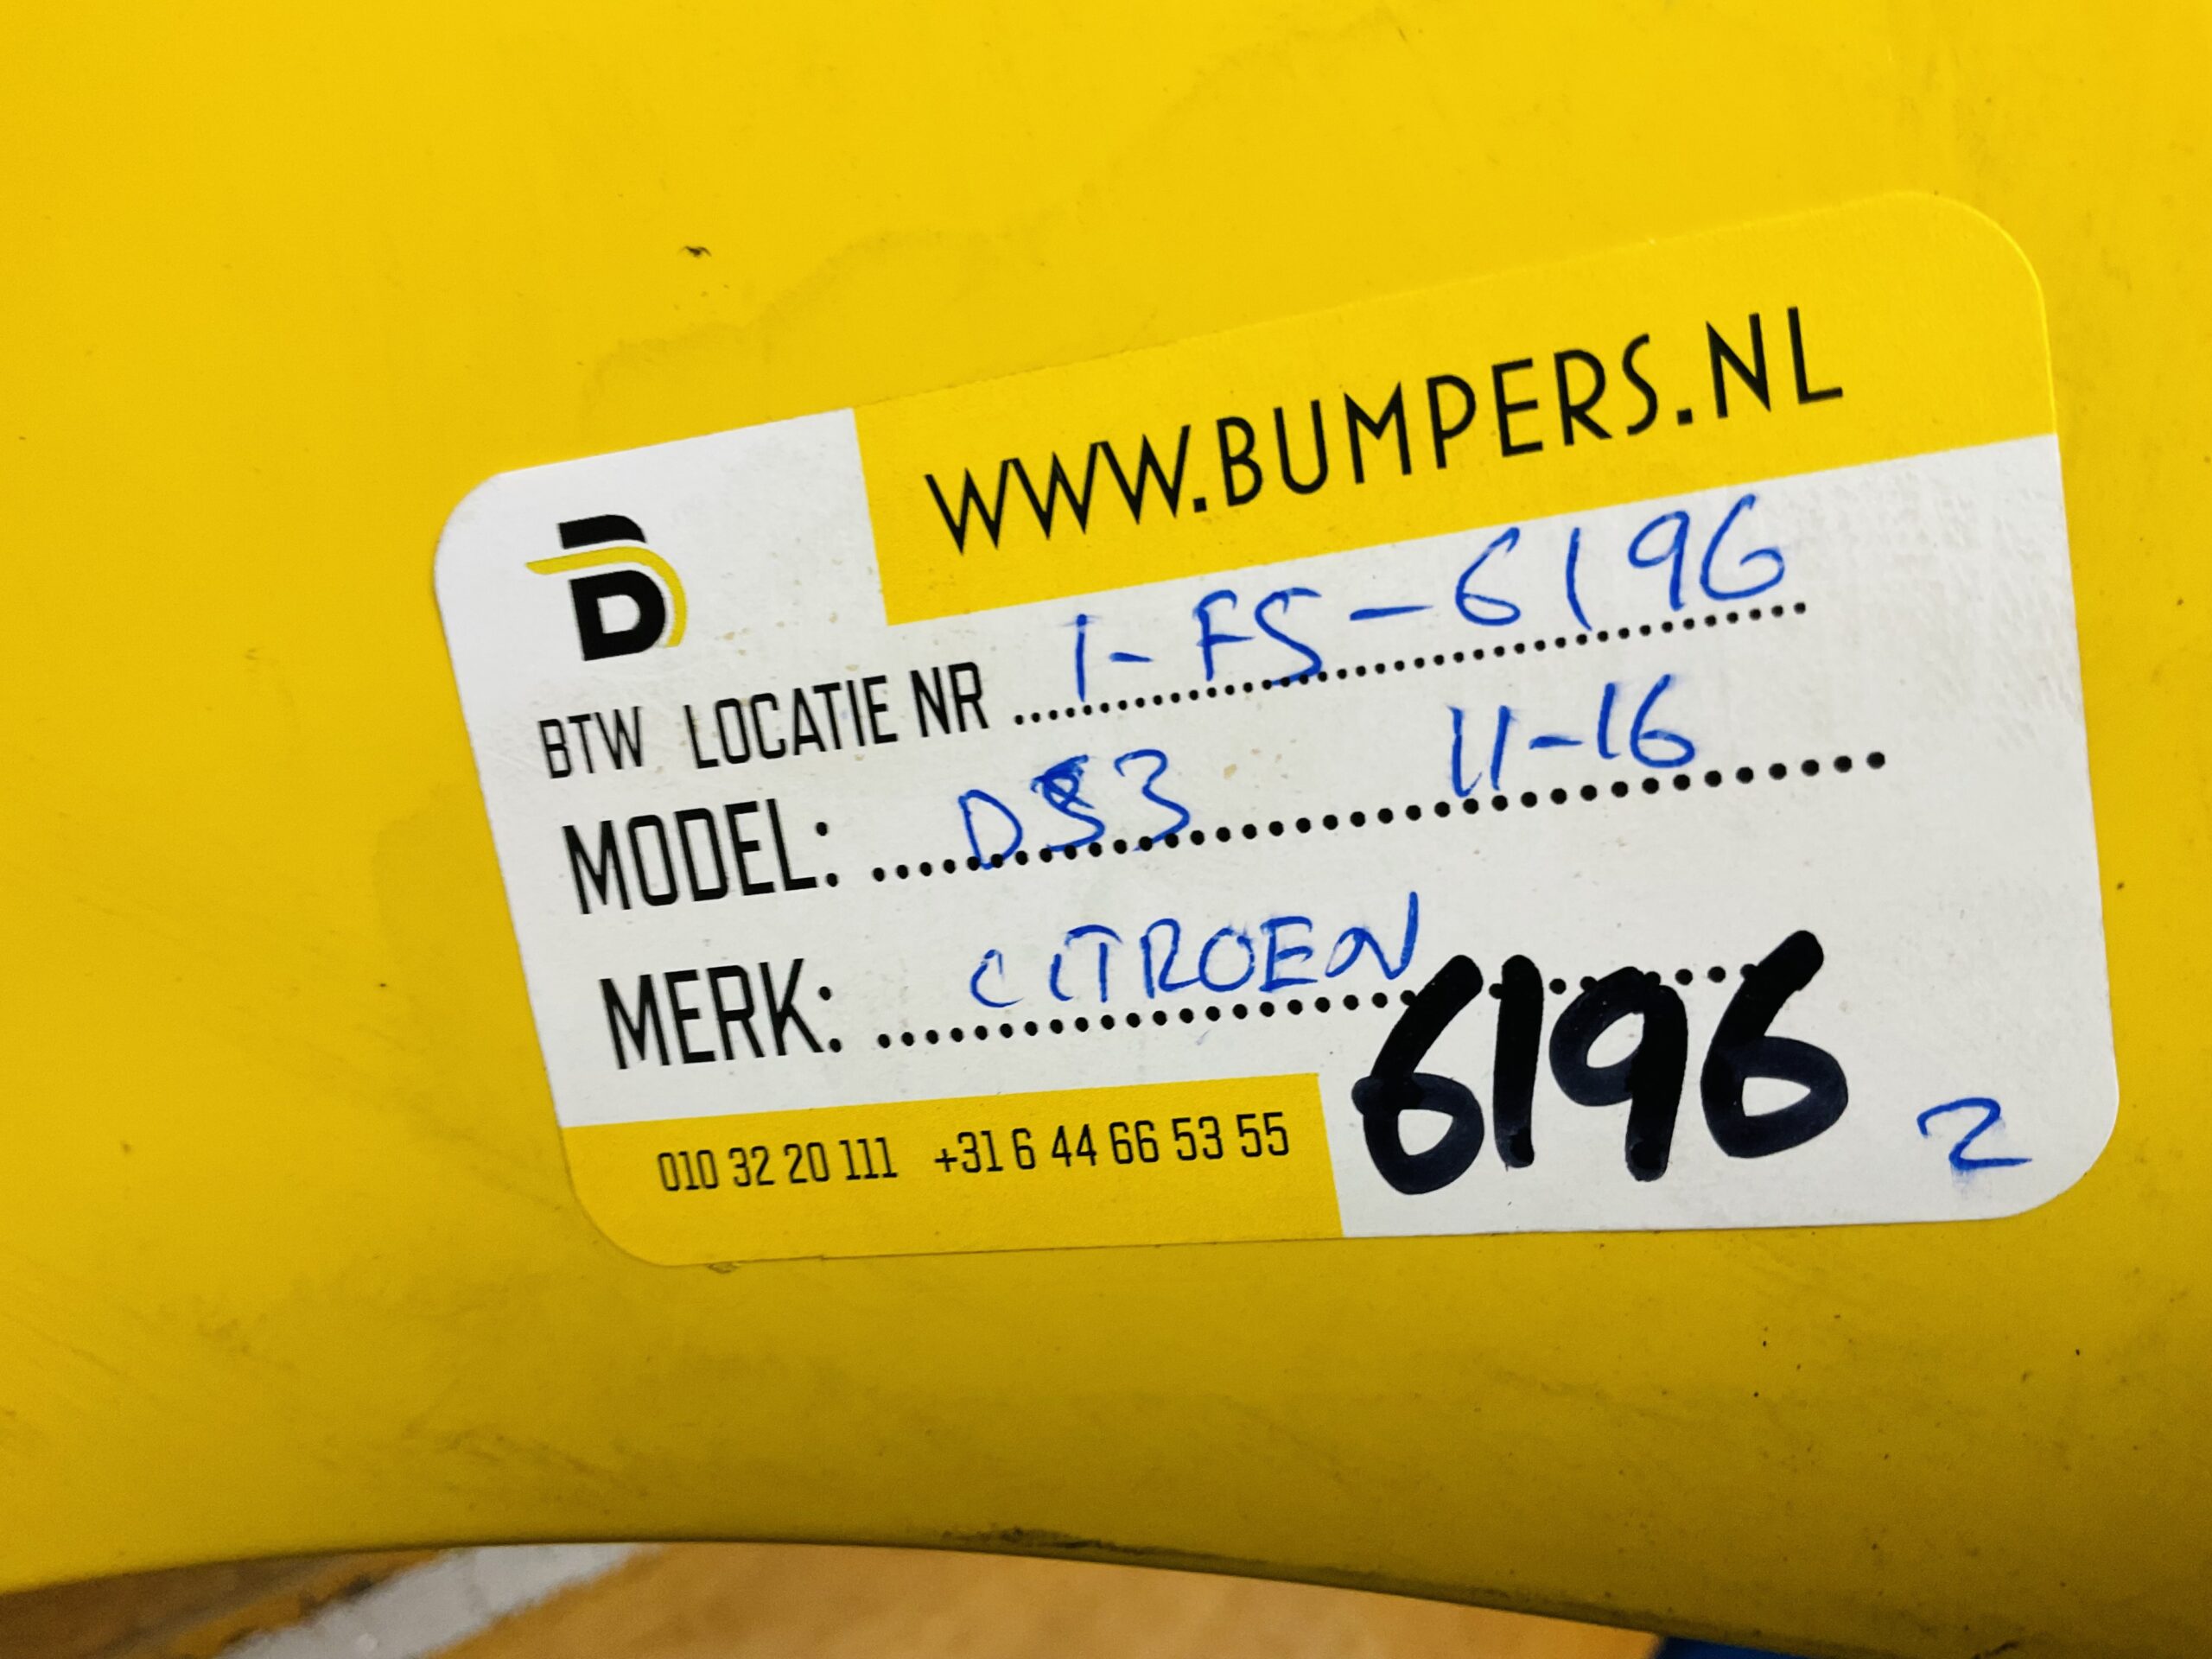 WWW.BUMPERS.NL
B
BTW LOCATIE NR 1-FS-6196
MODEL: DS3 11-16
MERK: CITROEN
6196
2
010 32 20 111 +31 6 44 66 53 55